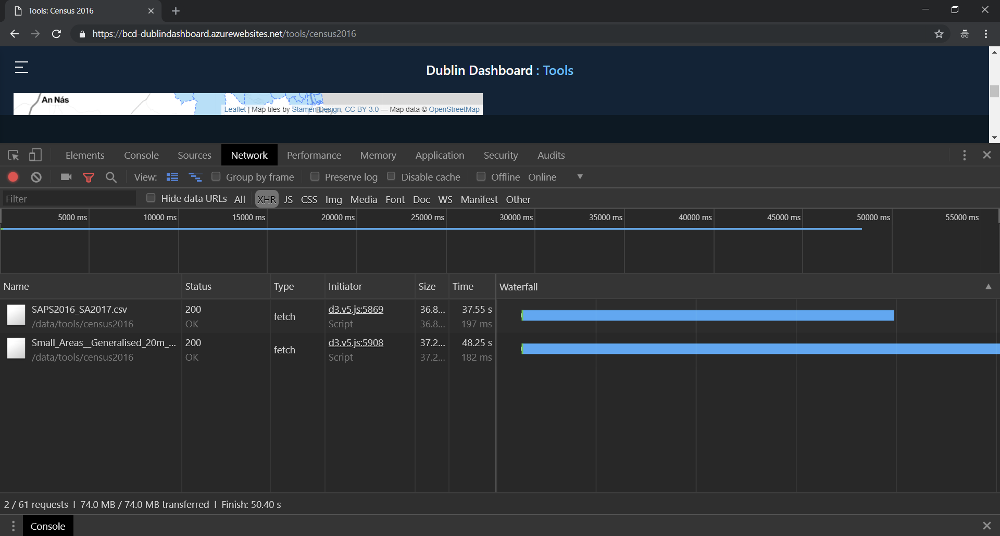 Tools: Census 2016
https://bcd-dublindashboard.azurewebsites.net/tools/census2016
Dublin Dashboard : Tools
An Nás
Leaflet | Map tiles by Stamen Design, CC BY 3.0 — Map data © OpenStreetMap
Elements Console Sources Network Performance Memory Application Security Audits
View: Group by frame Preserve log Disable cache Offline Online
Filter Hide data URLs All XHR JS CSS Img Media Font Doc WS Manifest Other
5000 ms 10000 ms 15000 ms 20000 ms 25000 ms 30000 ms 35000 ms 40000 ms 45000 ms 50000 ms 55000 ms
Name Status Type Initiator Size Time Waterfall
SAPS2016_SA2017.csv 200 fetch d3.v5.js:5869 36.8... 37.55 s
/data/tools/census2016 OK Script 36.8... 197 ms
Small_Areas__Generalised_20m_... 200 fetch d3.v5.js:5908 37.2... 48.25 s
/data/tools/census2016 OK Script 37.2... 182 ms
2 / 61 requests | 74.0 MB / 74.0 MB transferred | Finish: 50.40 s
Console